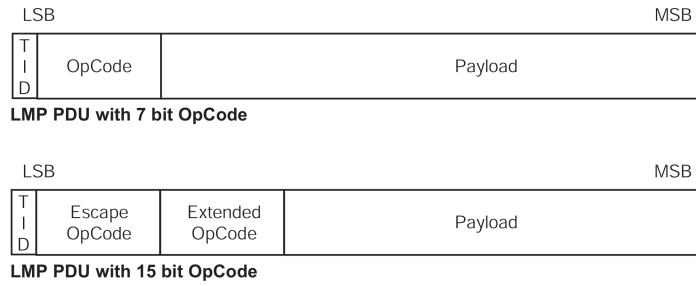 LSB MSB
T
I
D
OpCode
Payload
LMP PDU with 7 bit OpCode
LSB MSB
T
I
D
Escape
OpCode
Extended
OpCode
Payload
LMP PDU with 15 bit OpCode